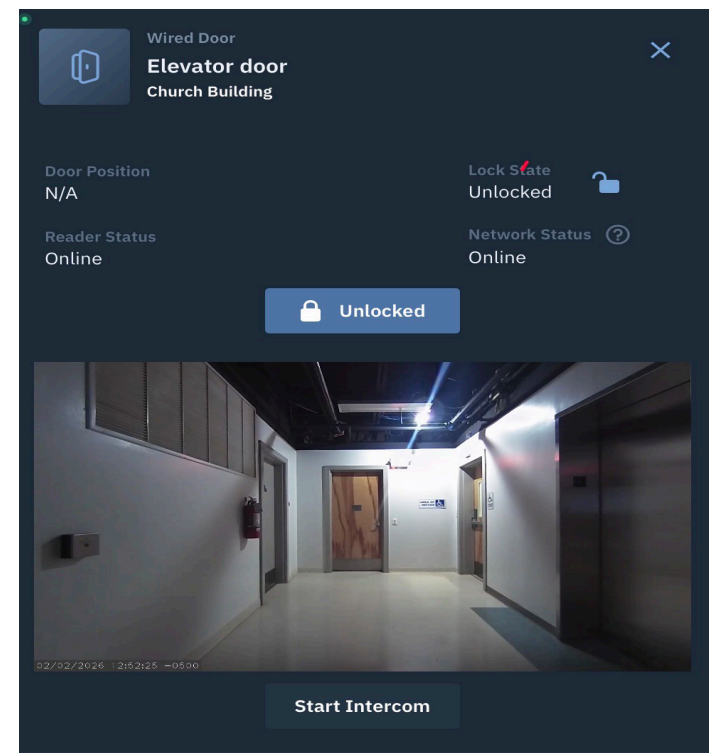 Wired Door
Elevator door
Church Building
Door Position
N/A
Lock State
Unlocked
Reader Status
Online
Network Status ?
Online
Unlocked
02/02/2026 12:52:25 -0500
Start Intercom